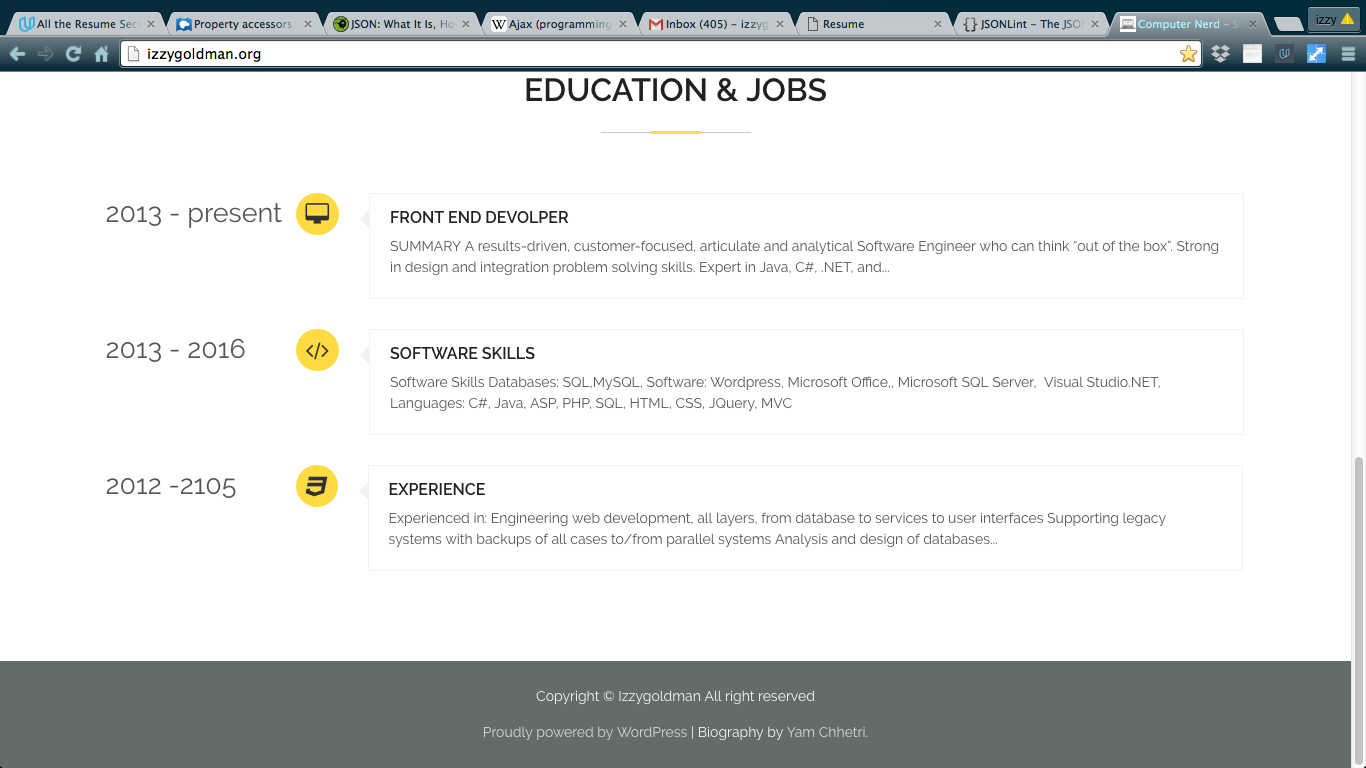 All the Resume Sect
Property accessors
JSON: What It Is, Ho
W Ajax (programming
Inbox (405) – izzyg
Resume
{} JSONLint – The JSO
Computer Nerd – S
izzy
izzygoldman.org
EDUCATION & JOBS
2013 - present
FRONT END DEVOLPER
SUMMARY A results-driven, customer-focused, articulate and analytical Software Engineer who can think “out of the box”. Strong
in design and integration problem solving skills. Expert in Java, C#, .NET, and...
2013 - 2016
</>
SOFTWARE SKILLS
Software Skills Databases: SQL,MySQL, Software: Wordpress, Microsoft Office,, Microsoft SQL Server,  Visual Studio.NET,
Languages: C#, Java, ASP, PHP, SQL, HTML, CSS, JQuery, MVC
2012 -2105
EXPERIENCE
Experienced in: Engineering web development, all layers, from database to services to user interfaces Supporting legacy
systems with backups of all cases to/from parallel systems Analysis and design of databases...
Copyright © Izzygoldman All right reserved
Proudly powered by WordPress | Biography by Yam Chhetri.